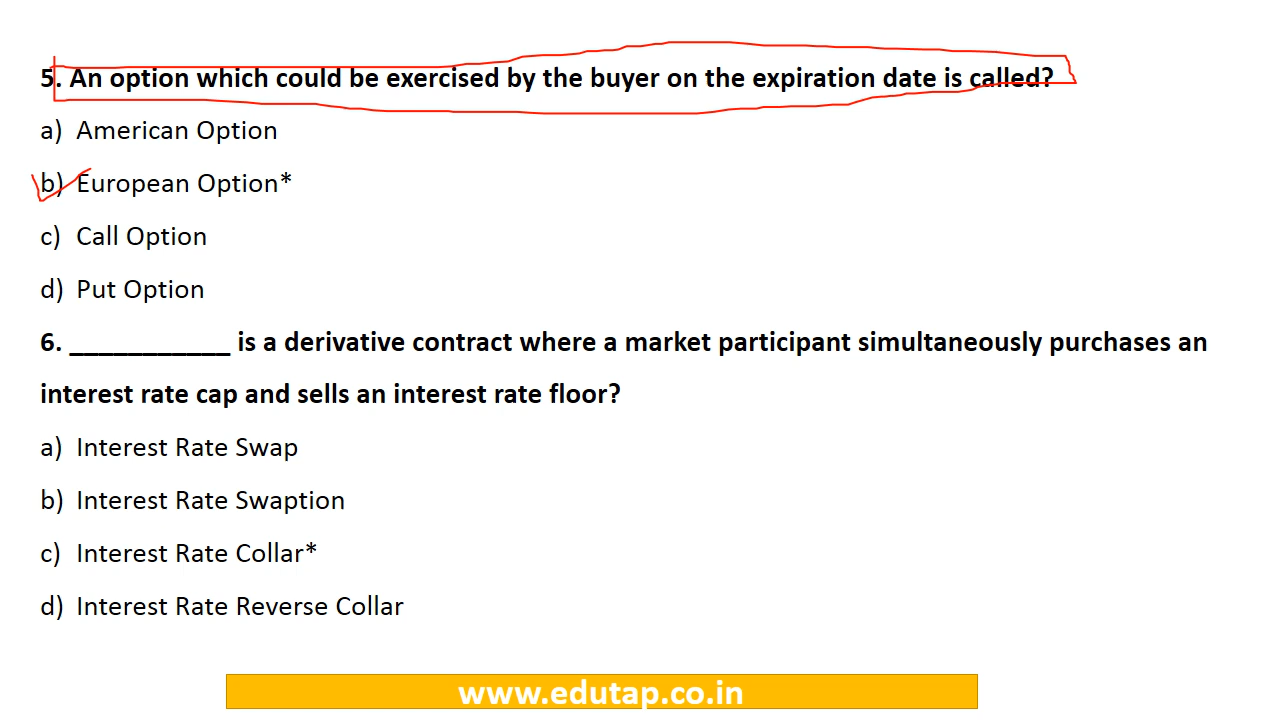 5. An option which could be exercised by the buyer on the expiration date is called?
a) American Option
b) European Option*
c) Call Option
d) Put Option
6. ___________ is a derivative contract where a market participant simultaneously purchases an
interest rate cap and sells an interest rate floor?
a) Interest Rate Swap
b) Interest Rate Swaption
c) Interest Rate Collar*
d) Interest Rate Reverse Collar
www.edutap.co.in